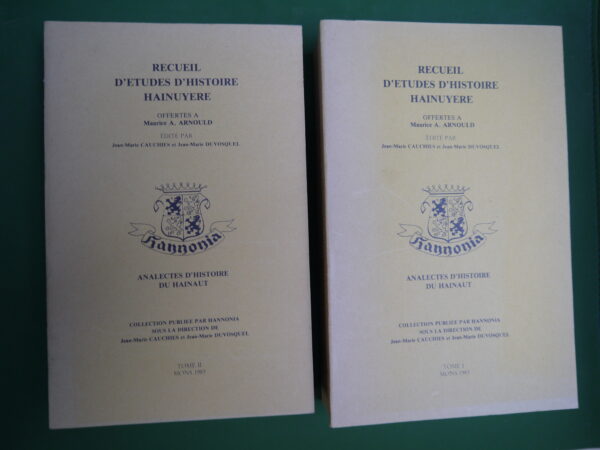 RECUEIL
D'ETUDES D'HISTOIRE
HAINUYERE
OFFERTES A
Maurice A. ARNOULD
ÉDITÉ PAR
Jean-Marie CAUCHIES et Jean-Marie DUVOSQUEL
Hannonia
ANALECTES D'HISTOIRE
DU HAINAUT
COLLECTION PUBLIEE PAR HANNONIA
SOUS LA DIRECTION DE
Jean-Marie CAUCHIES et Jean-Marie DUVOSQUEL
TOME II
MONS 1983
RECUEIL
D'ETUDES D'HISTOIRE
HAINUYERE
OFFERTES A
Maurice A. ARNOULD
ÉDITÉ PAR
Jean-Marie CAUCHIES et Jean-Marie DUVOSQUEL
Hannonia
ANALECTES D'HISTOIRE
DU HAINAUT
COLLECTION PUBLIEE PAR HANNONIA
SOUS LA DIRECTION DE
Jean-Marie CAUCHIES et Jean-Marie DUVOSQUEL
TOME I
MONS 1983